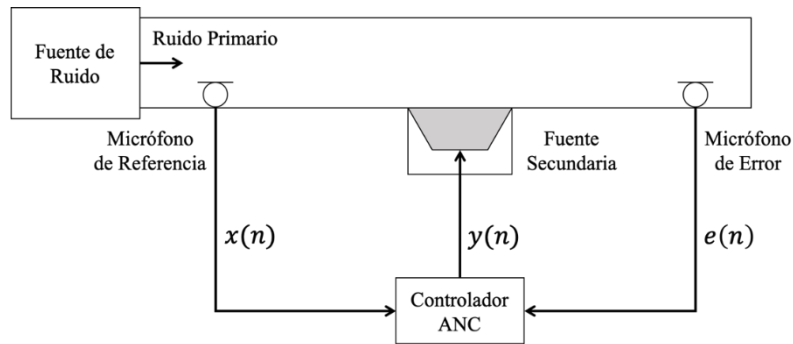 Fuente de
Ruido
Ruido Primario
Micrófono
de Referencia
Fuente
Secundaria
Micrófono
de Error
x(n)
y(n)
e(n)
Controlador
ANC